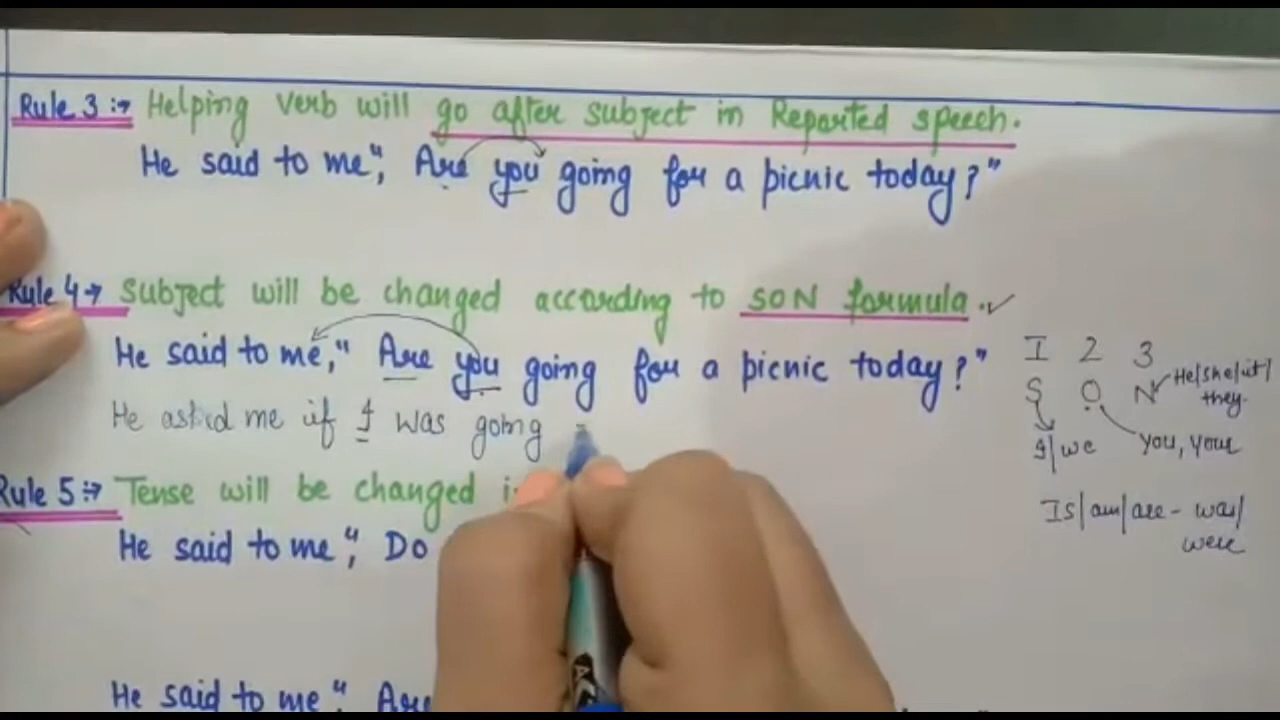 Rule 3 :→ Helping verb will go after subject in Reported speech.
He said to me", Are you going for a picnic today?"
Rule 4→ Subject will be changed according to SON formula.
He said to me," Are you going for a picnic today?"
He asked me if I was going
Rule 5 :→ Tense will be changed
He said to me", Do
He said to me", Are
I 2 3
S O N He/she/it/
they
I/we you, your
Is/am/are - was/
were